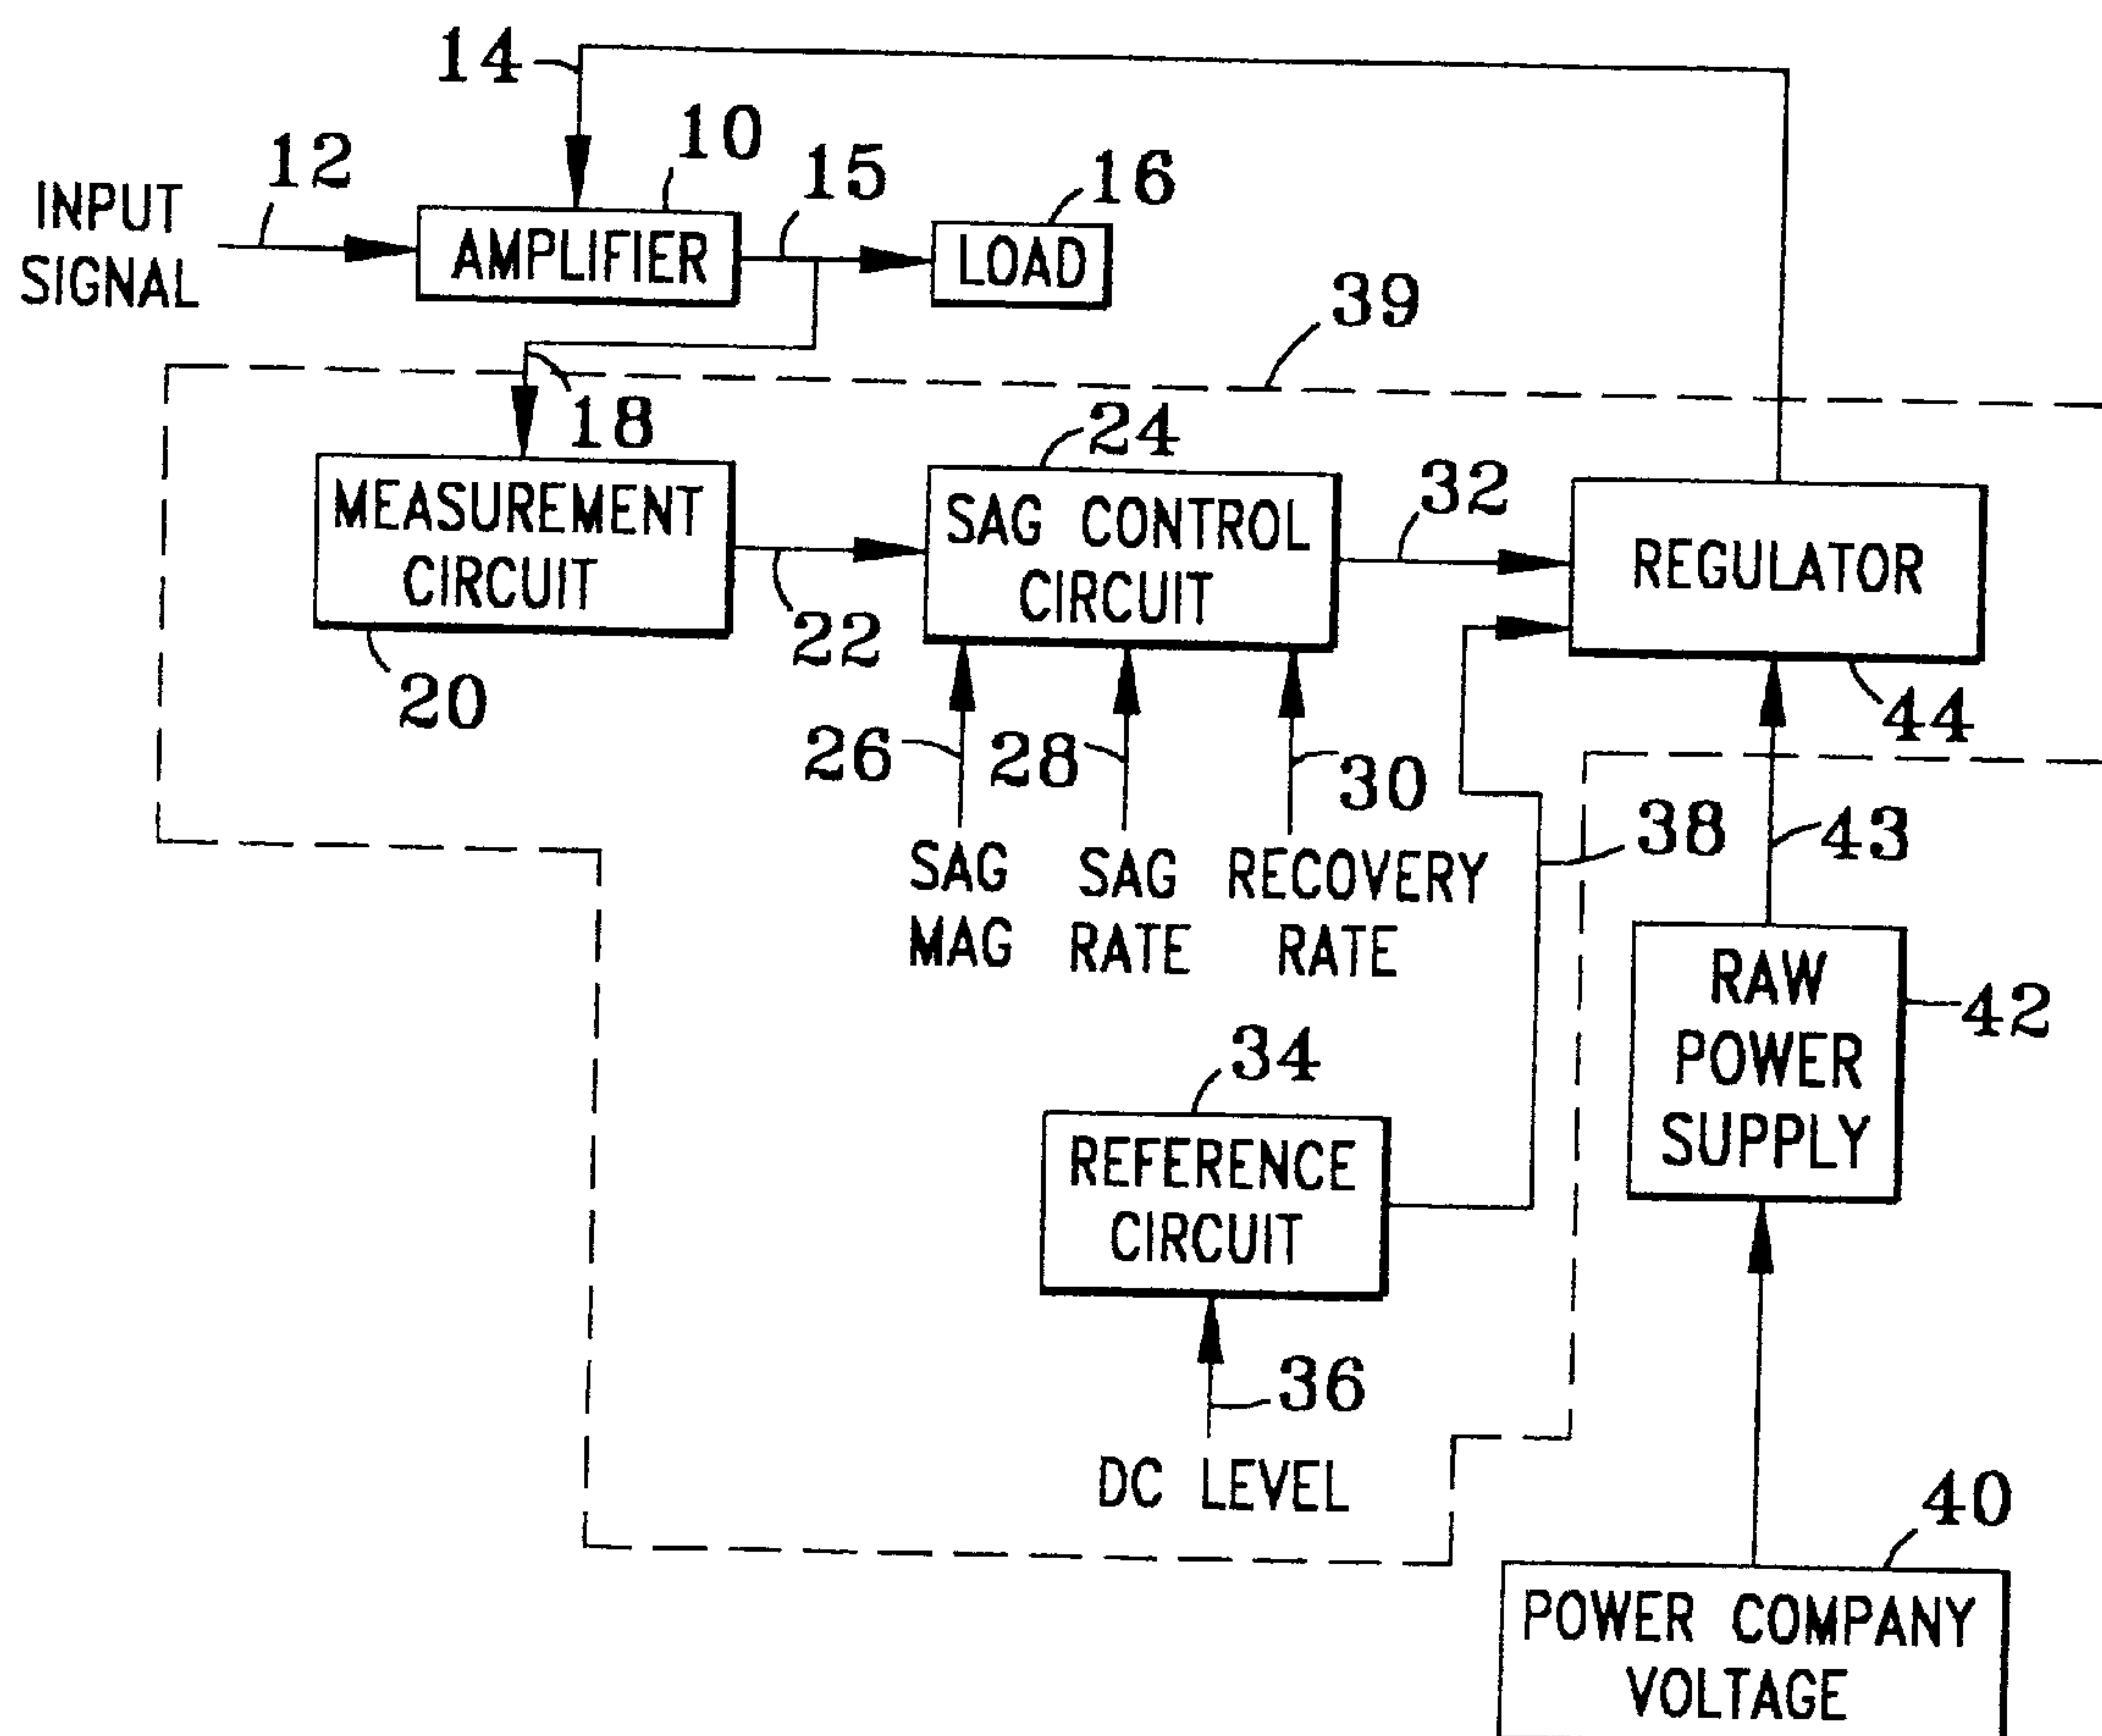 14
10
12
15
16
INPUT
SIGNAL
AMPLIFIER
LOAD
39
18
24
32
MEASUREMENT
CIRCUIT
SAG CONTROL
CIRCUIT
REGULATOR
22
20
44
26
28
30
38
43
SAG
MAG
SAG
RATE
RECOVERY
RATE
RAW
POWER
SUPPLY
42
34
REFERENCE
CIRCUIT
36
DC LEVEL
40
POWER COMPANY
VOLTAGE